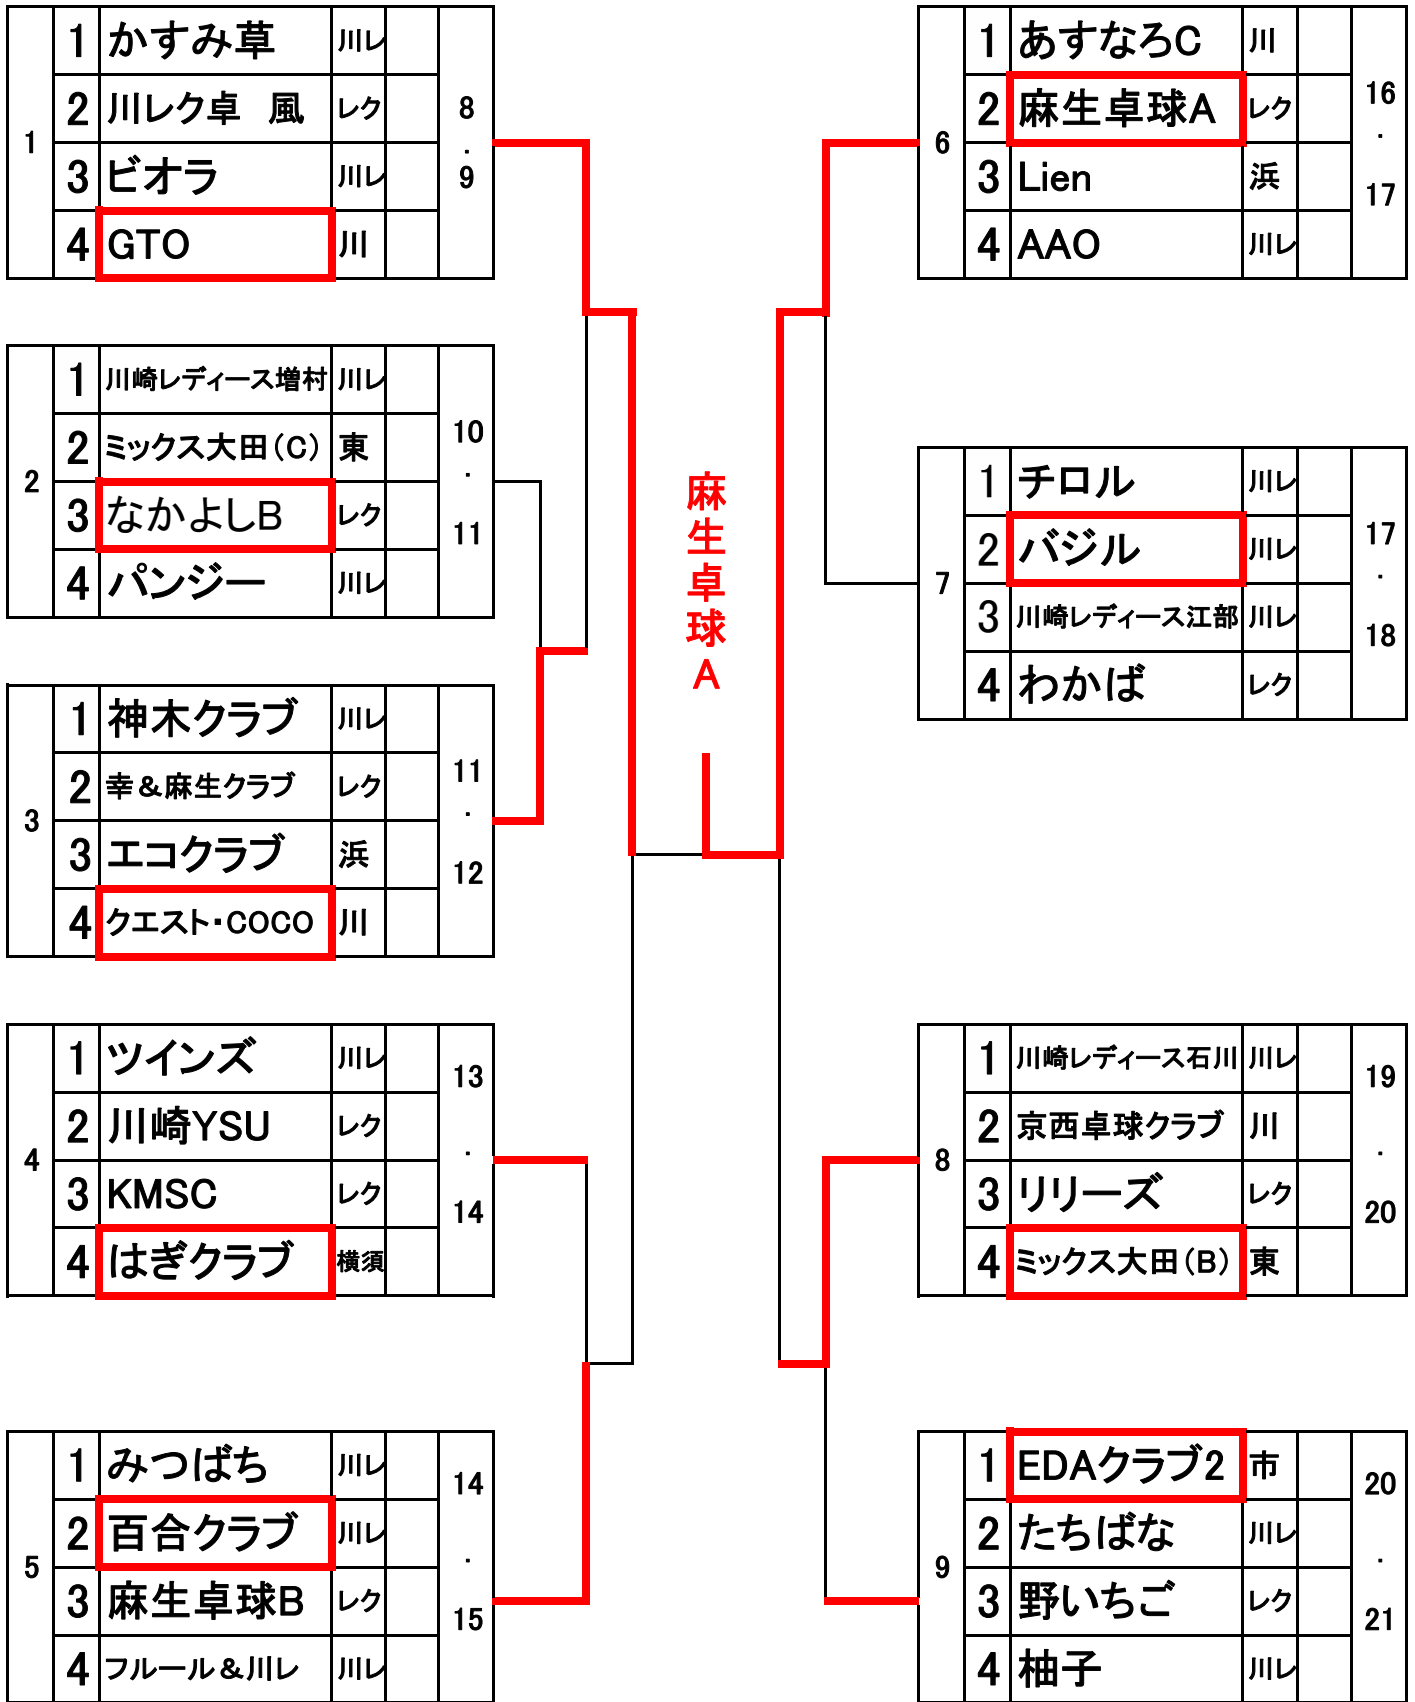 1
1 かすみ草 川レ
2 川レク卓　風 レク
3 ビオラ 川レ
4 GTO 川
8・9
2
1 川崎レディース増村 川レ
2 ミックス大田（C） 東
3 なかよしB レク
4 パンジー 川レ
10・11
3
1 神木クラブ 川レ
2 幸＆麻生クラブ レク
3 エコクラブ 浜
4 クエスト・COCO 川
11・12
4
1 ツインズ 川レ
2 川崎YSU レク
3 KMSC レク
4 はぎクラブ 横須
13・14
5
1 みつばち 川レ
2 百合クラブ 川レ
3 麻生卓球B レク
4 フルール＆川レ 川レ
14・15
麻生卓球A
6
1 あすなろC 川
2 麻生卓球A レク
3 Lien 浜
4 AAO 川レ
16・17
7
1 チロル 川レ
2 バジル 川レ
3 川崎レディース江部 川レ
4 わかば レク
17・18
8
1 川崎レディース石川 川レ
2 京西卓球クラブ 川
3 リリーズ レク
4 ミックス大田（B） 東
19・20
9
1 EDAクラブ2 市
2 たちばな 川レ
3 野いちご レク
4 柚子 川レ
20・21